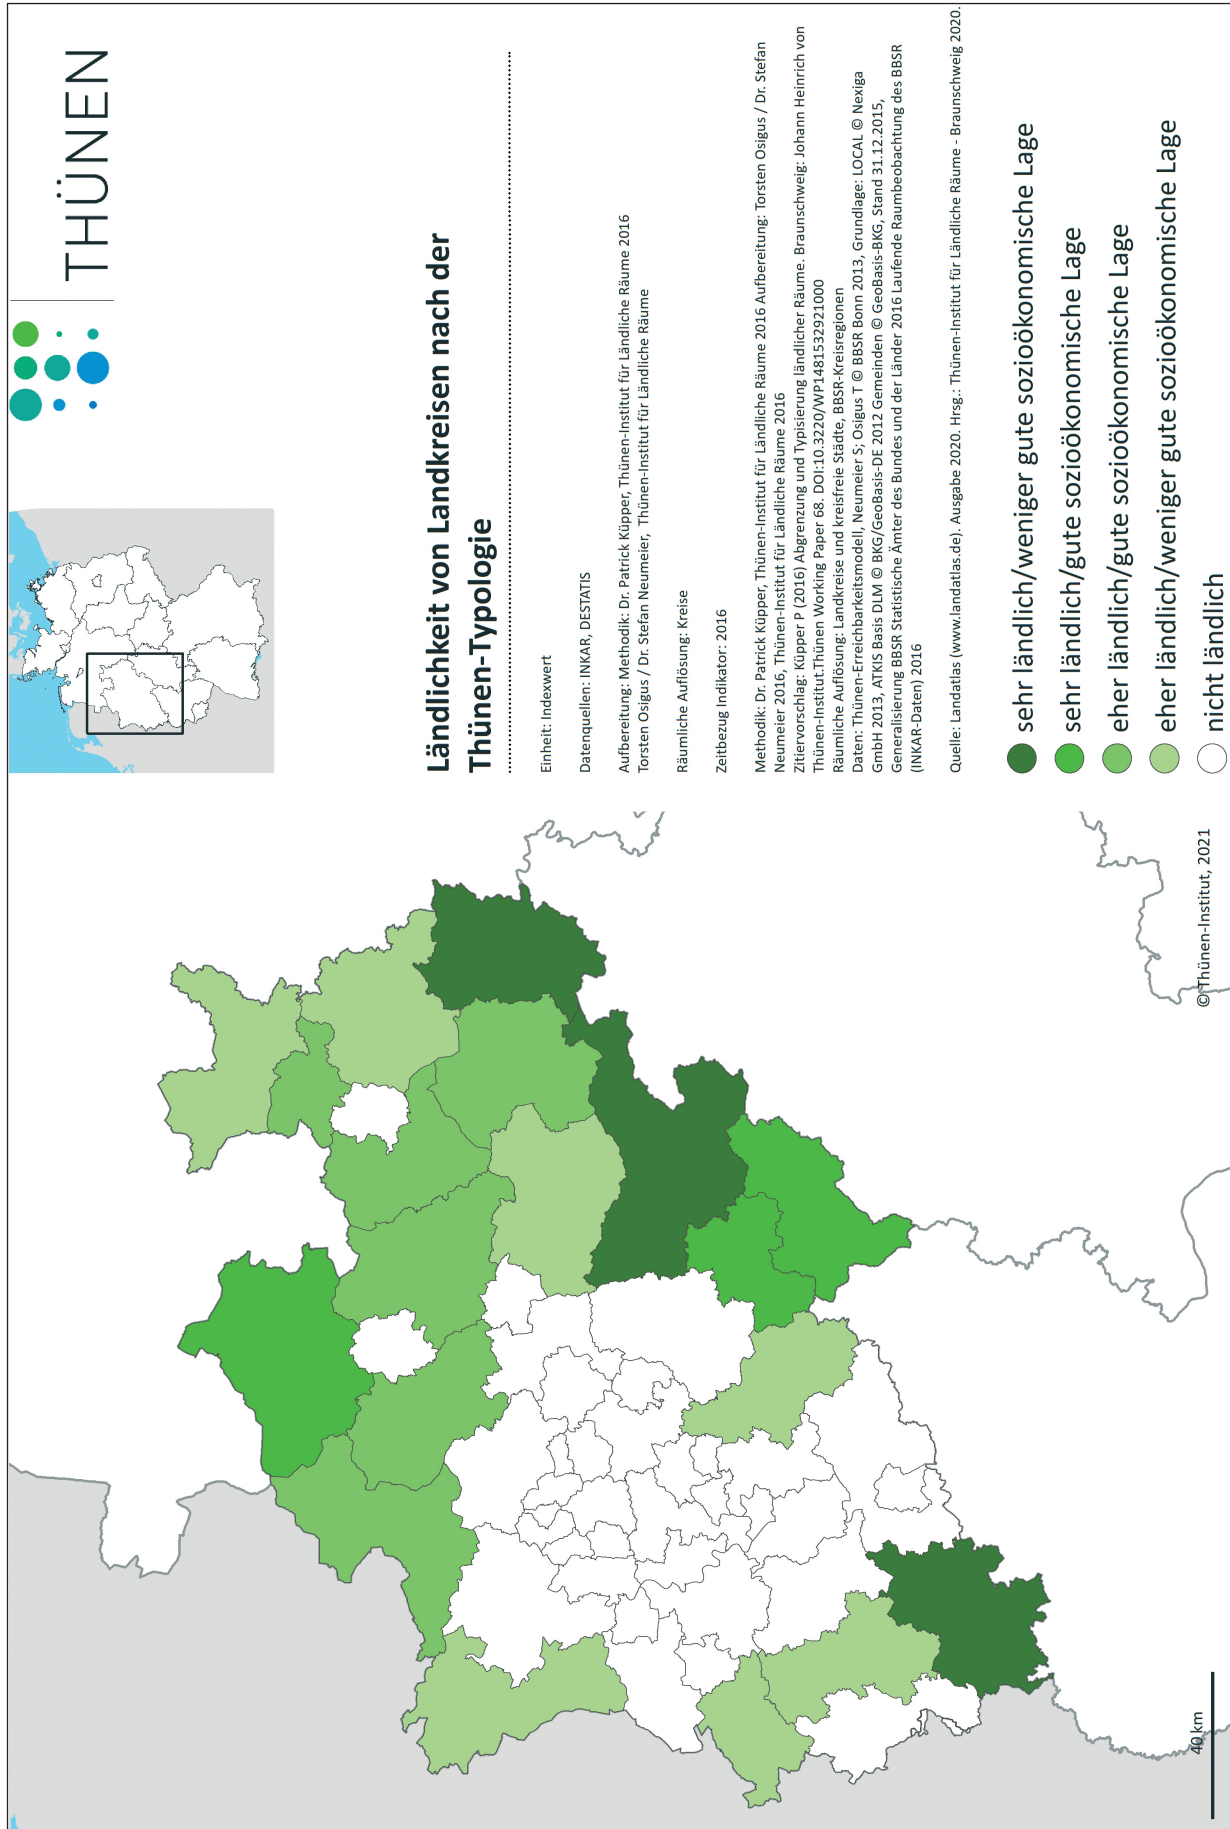 THÜNEN
Ländlichkeit von Landkreisen nach der
Thünen-Typologie
Einheit: Indexwert
Datenquellen: INKAR, DESTATIS
Aufbereitung: Methodik: Dr. Patrick Küpper, Thünen-Institut für Ländliche Räume 2016
Torsten Osigus / Dr. Stefan Neumeier, Thünen-Institut für Ländliche Räume
Räumliche Auflösung: Kreise
Zeitbezug Indikator: 2016
Methodik: Dr. Patrick Küpper, Thünen-Institut für Ländliche Räume 2016 Aufbereitung: Torsten Osigus / Dr. Stefan
Neumeier 2016, Thünen-Institut für Ländliche Räume 2016
Zitiervorschlag: Küpper P (2016) Abgrenzung und Typisierung ländlicher Räume. Braunschweig: Johann Heinrich von
Thünen-Institut.Thünen Working Paper 68. DOI:10.3220/WP1481532921000
Räumliche Auflösung: Landkreise und kreisfreie Städte, BBSR-Kreisregionen
Daten: Thünen-Erreichbarkeitsmodell, Neumeier S; Osigus T © BBSR Bonn 2013, Grundlage: LOCAL © Nexiga
GmbH 2013, ATKIS Basis DLM © BKG/GeoBasis-DE 2012 Gemeinden © GeoBasis-BKG, Stand 31.12.2015,
Generalisierung BBSR Statistische Ämter des Bundes und der Länder 2016 Laufende Raumbeobachtung des BBSR
(INKAR-Daten) 2016
Quelle: Landatlas (www.landatlas.de). Ausgabe 2020. Hrsg.: Thünen-Institut für Ländliche Räume - Braunschweig 2020.
sehr ländlich/weniger gute sozioökonomische Lage
sehr ländlich/gute sozioökonomische Lage
eher ländlich/gute sozioökonomische Lage
eher ländlich/weniger gute sozioökonomische Lage
nicht ländlich
© Thünen-Institut, 2021
40 km